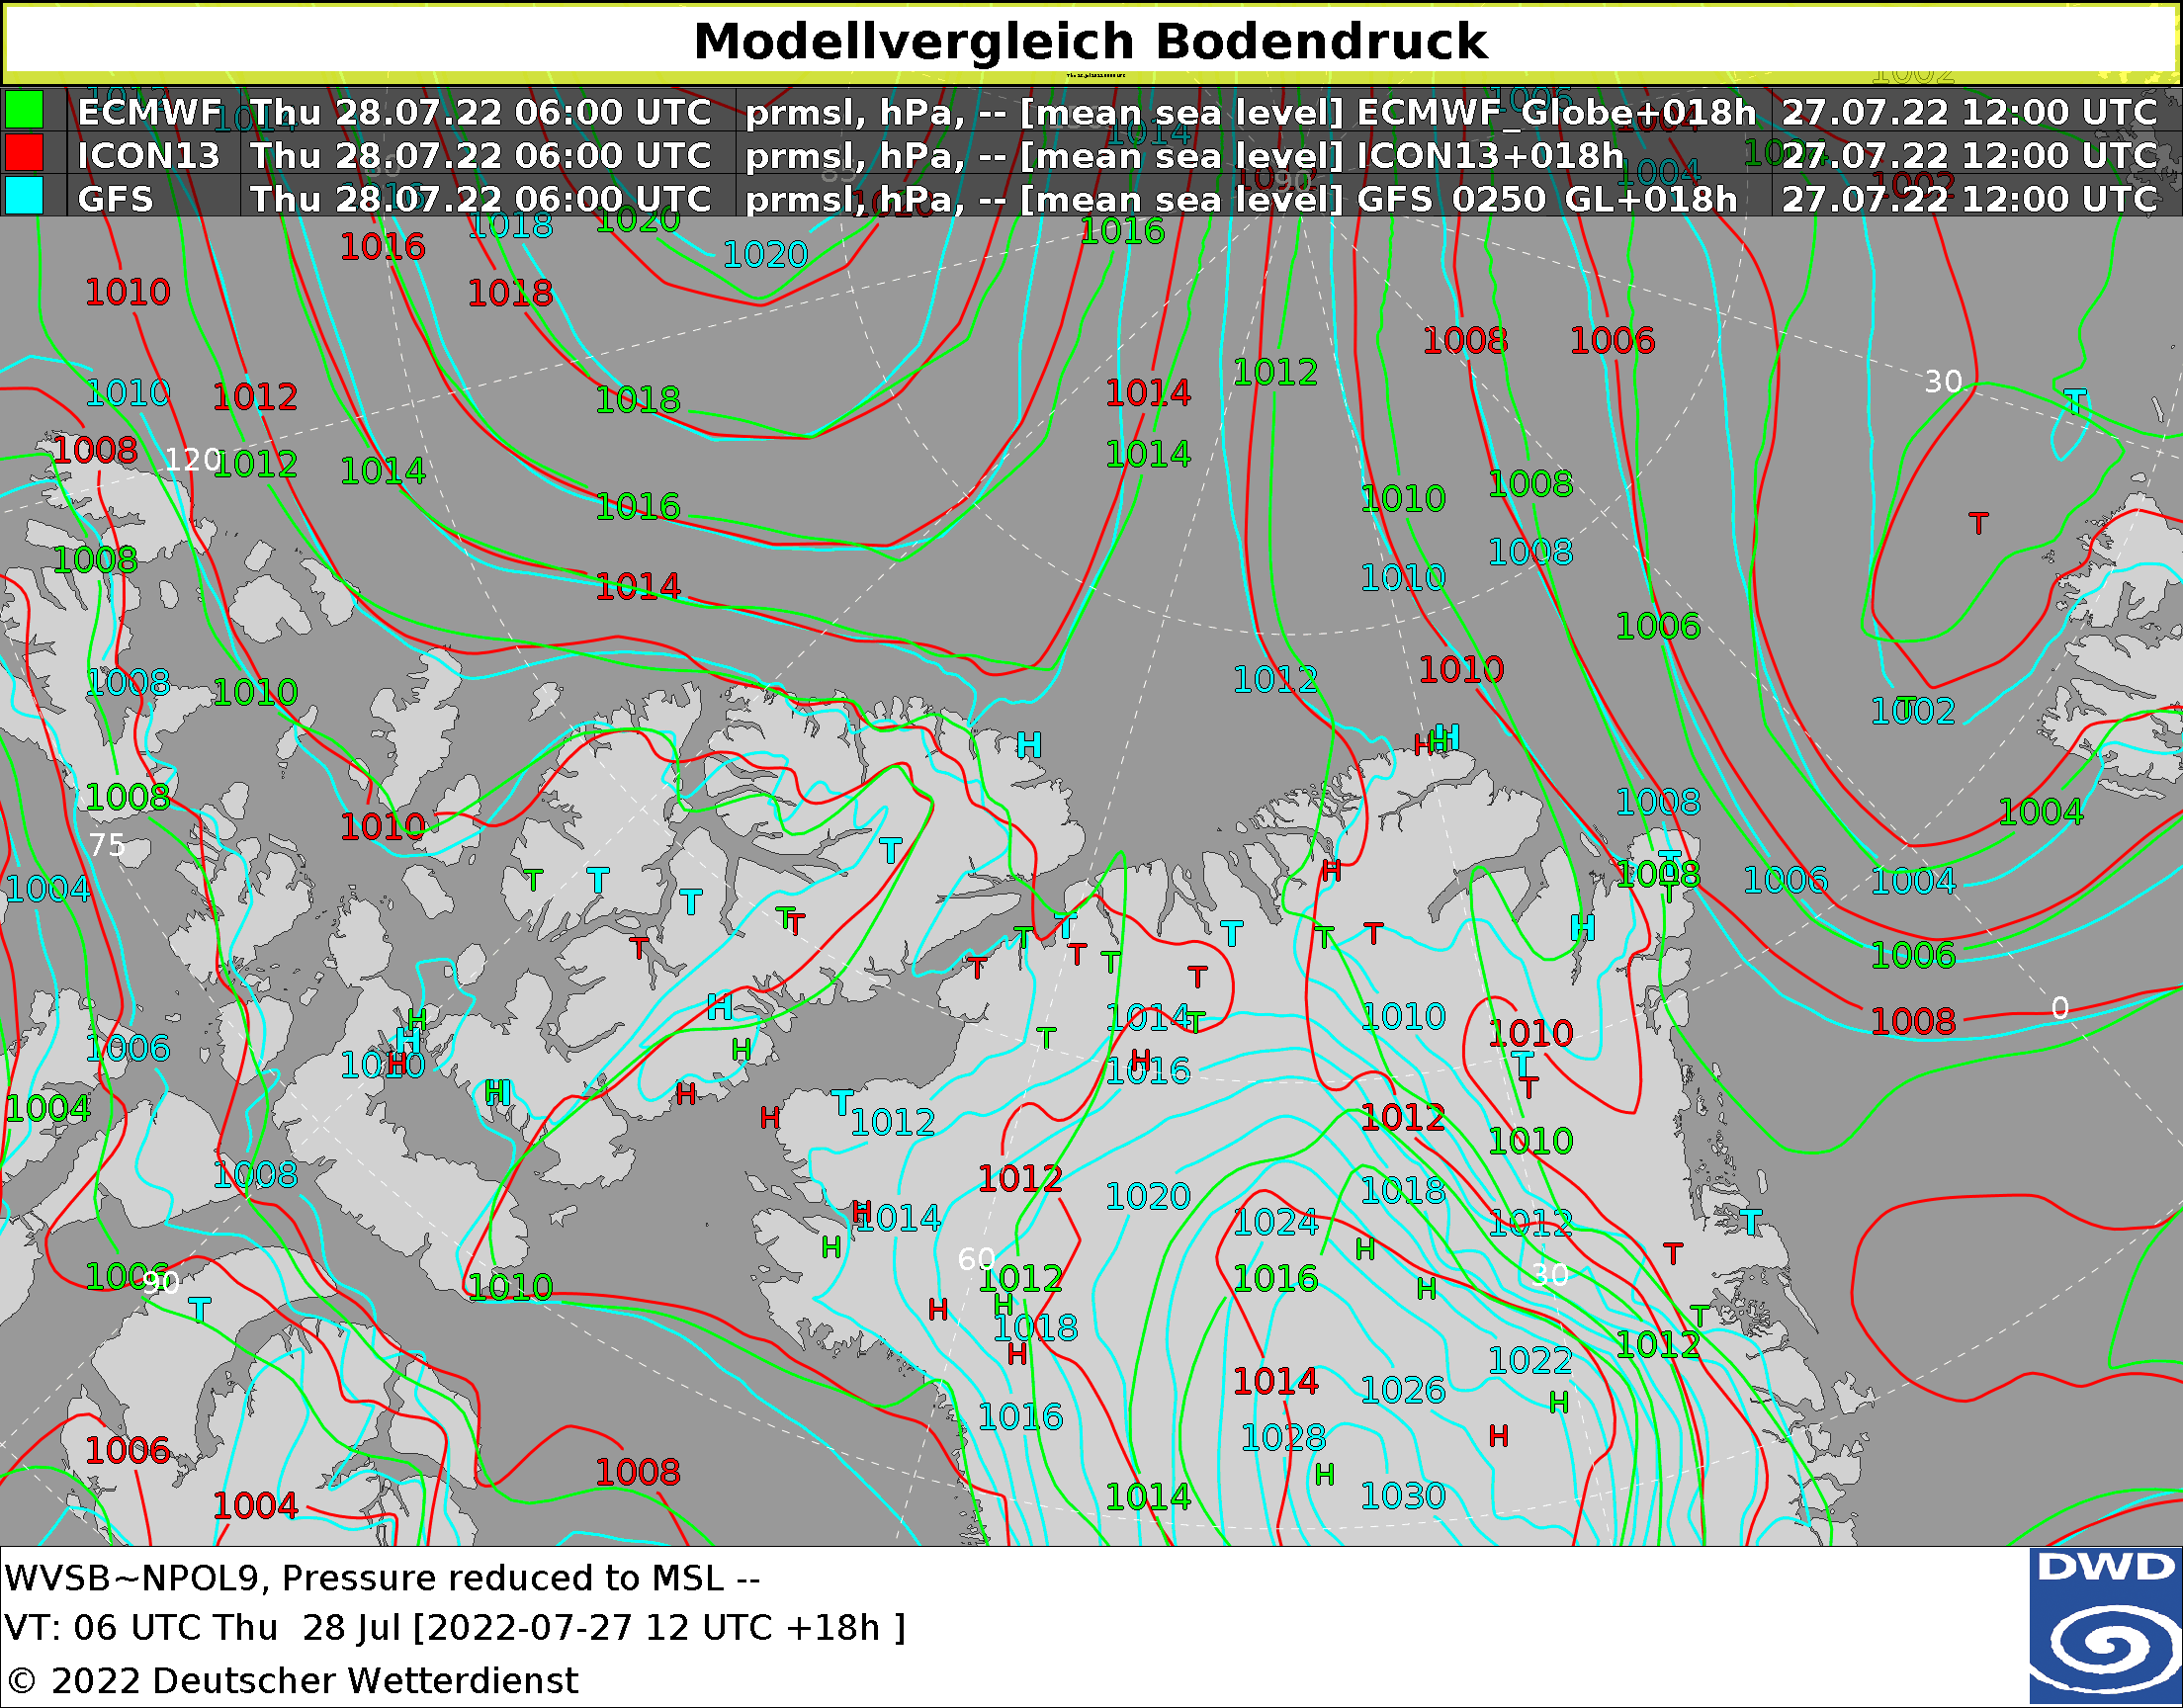 Modellvergleich Bodendruck
ECMWF Thu 28.07.22 06:00 UTC prmsl, hPa, -- [mean sea level] ECMWF_Globe+018h 27.07.22 12:00 UTC
ICON13 Thu 28.07.22 06:00 UTC prmsl, hPa, -- [mean sea level] ICON13+018h 27.07.22 12:00 UTC
GFS Thu 28.07.22 06:00 UTC prmsl, hPa, -- [mean sea level] GFS 0250 GL+018h 27.07.22 12:00 UTC
1016 1018 1020 1020 1016
1010 1018
1008 1006
1010 1012 1018 1014 1012 30 T
1008 120 1012 1014 1014
1016 1010 1008 T
1008 1014 1010 1008
1006
1008 1010 1012 1010 1002 T
H H H H
1008 1010 1008 1004
75 T 1006 1004
1004 T T T H 1008 T T
T T T T T T T H 1006
T T T T T
H H 1014 T 1010 1010 1008 0
1006 1010 H H T H 1016 T
1004 H H H T 1012 H 1012 T 1010
1008 1012 1020 1018
H 1014 1024 1012 T
1006 90 H 60 1012 1016 H 30 T
T 1010 H H 1018 H 1012 T
H 1014 1026 1022 H
1006 1016 1028 H
1004 1008 1014 H 1030
WVSB~NPOL9, Pressure reduced to MSL --
VT: 06 UTC Thu  28 Jul [2022-07-27 12 UTC +18h ]
© 2022 Deutscher Wetterdienst
DWD